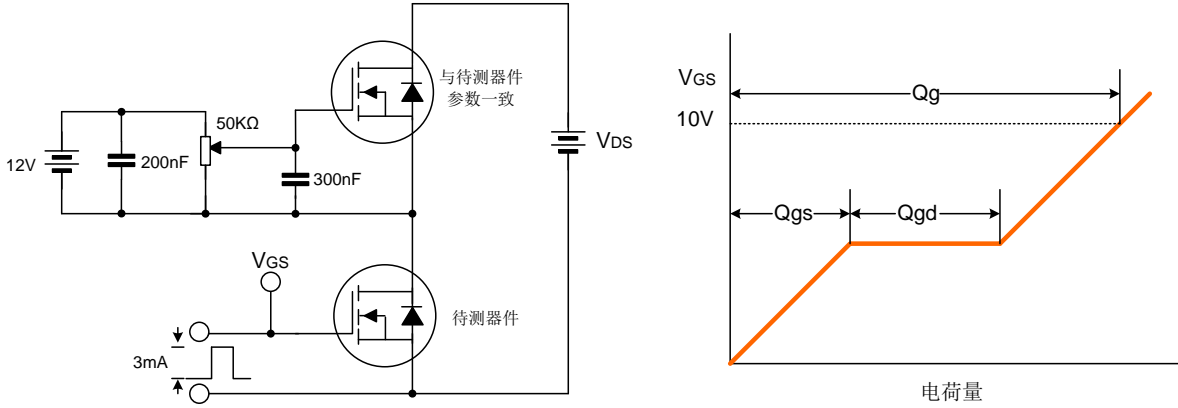 与待测器件
参数一致
50KΩ
12V
200nF
300nF
VDS
VGS
待测器件
3mA
VGS
10V
Qg
Qgs
Qgd
电荷量